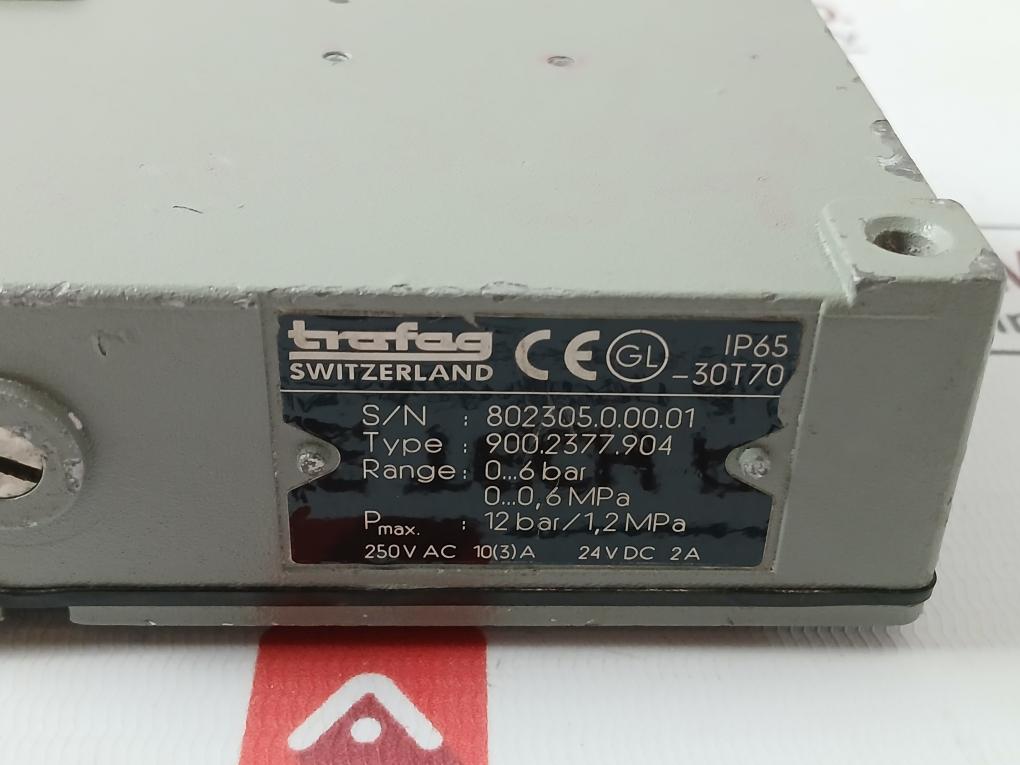 trafag
SWITZERLAND
CE GL IP65
-30T70
S/N : 802305.0.00.01
Type : 900.2377.904
Range: 0...6 bar
0...0,6 MPa
Pmax. : 12 bar/1,2 MPa
250V AC 10(3)A 24V DC 2A